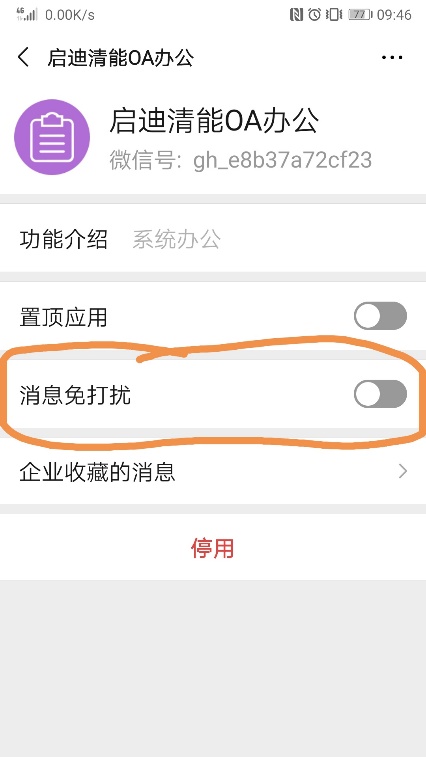 4G 0.00K/s 77 09:46
启迪清能OA办公
启迪清能OA办公
微信号: gh_e8b37a72cf23
功能介绍 系统办公
置顶应用
消息免打扰
企业收藏的消息
停用